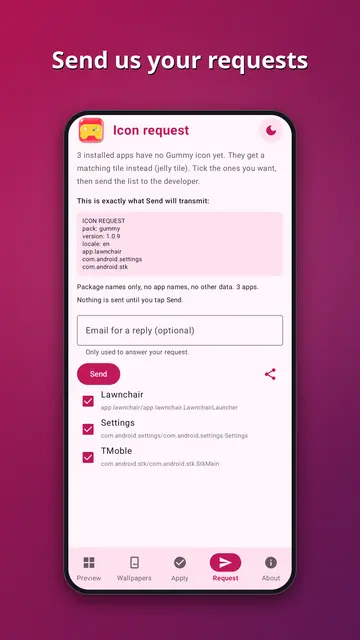 Send us your requests
Icon request
3 installed apps have no Gummy icon yet. They get a
matching tile instead (jelly tile). Tick the ones you want,
then send the list to the developer.
This is exactly what Send will transmit:
ICON REQUEST
pack: gummy
version: 1.0.9
locale: en
app.lawnchair
com.android.settings
com.android.stk
Package names only, no app names, no other data. 3 apps.
Nothing is sent until you tap Send.
Email for a reply (optional)
Only used to answer your request.
Send
Lawnchair
app.lawnchair/app.lawnchair.LawnchairLauncher
Settings
com.android.settings/com.android.settings.Settings
TMoble
com.android.stk/com.android.stk.StkMain
Preview
Wallpapers
Apply
Request
About